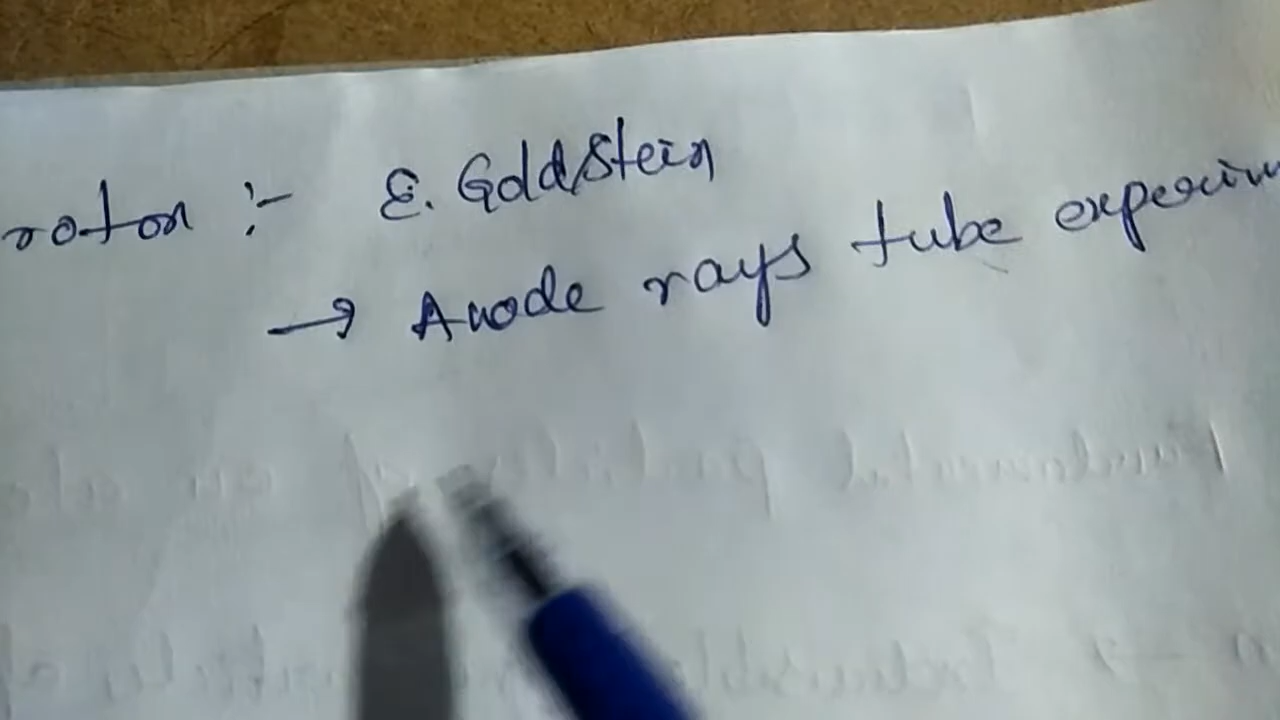 roton :- E. Goldstein
→ Anode rays tube experim